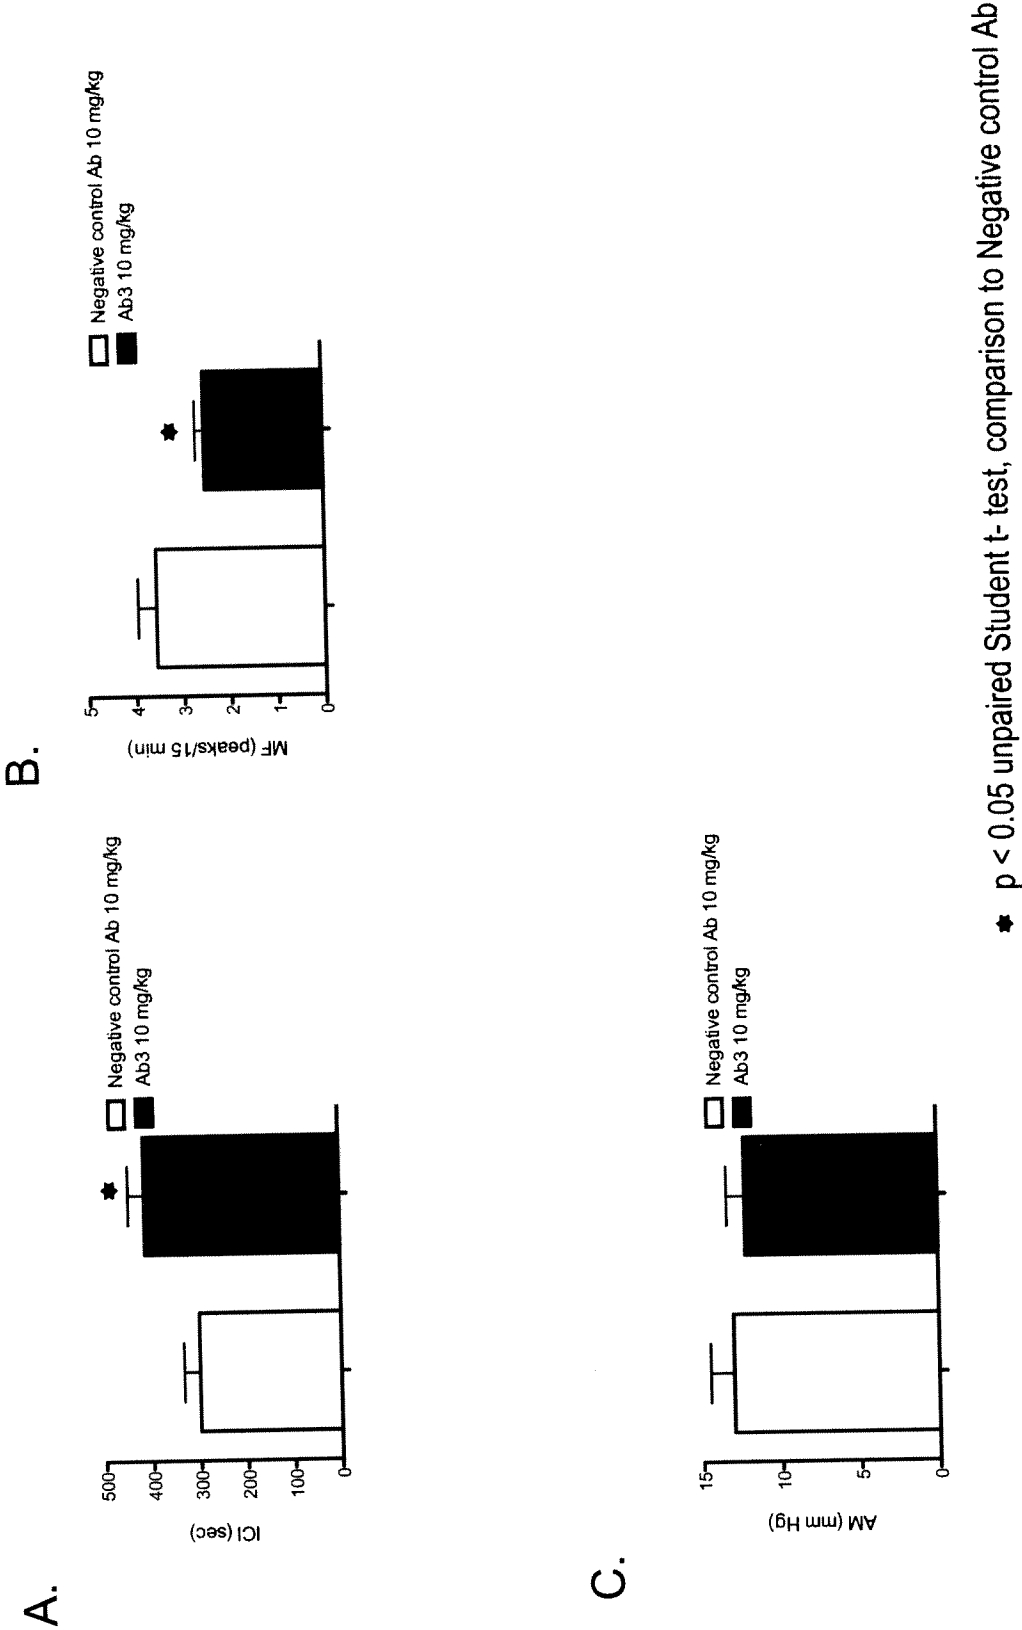 A.
ICI (sec)
500
400
300
200
100
0
Negative control Ab 10 mg/kg
Ab3 10 mg/kg
B.
MF (peaks/15 min)
5
4
3
2
1
0
Negative control Ab 10 mg/kg
Ab3 10 mg/kg
C.
AM (mm Hg)
15
10
5
0
Negative control Ab 10 mg/kg
Ab3 10 mg/kg
p < 0.05 unpaired Student t- test, comparison to Negative control Ab